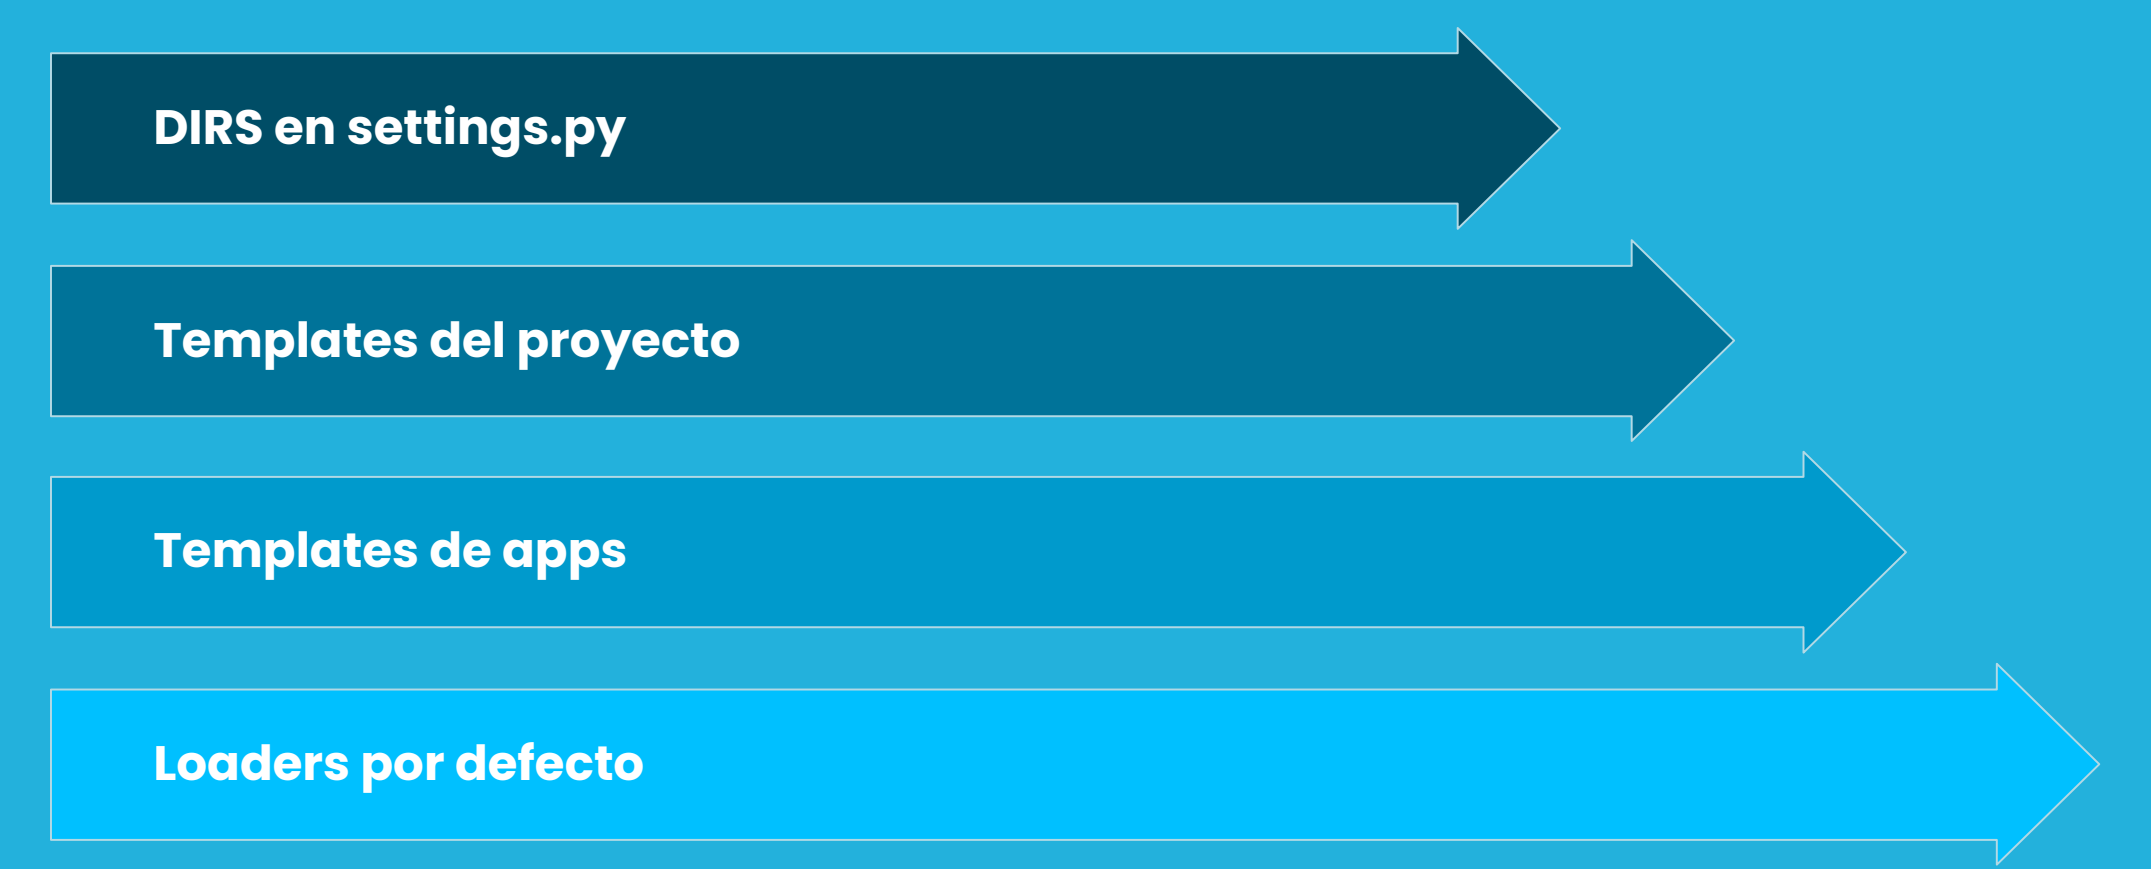 DIRS en settings.py
Templates del proyecto
Templates de apps
Loaders por defecto